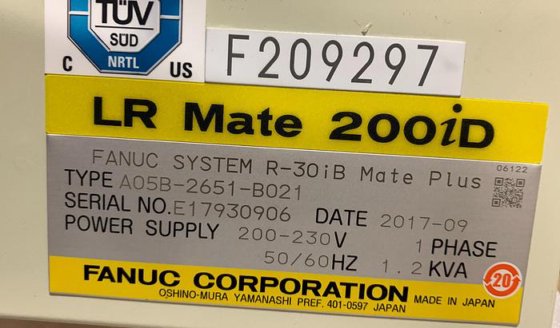 TÜV
SÜD
NRTL
C US
F209297
LR Mate 200iD
FANUC SYSTEM R-30iB Mate Plus
06122
TYPE A05B-2651-B021
SERIAL NO. E17930906 DATE 2017-09
POWER SUPPLY 200-230V 1 PHASE
50/60HZ 1.2 KVA
20
FANUC CORPORATION MADE IN JAPAN
OSHINO-MURA YAMANASHI PREF. 401-0597 JAPAN